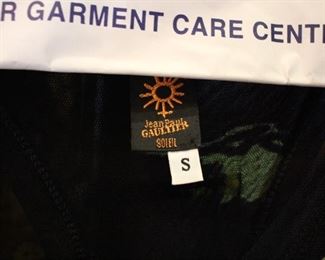 R GARMENT CARE CENT
Jean Paul
GAULTIER
SOLEIL
S